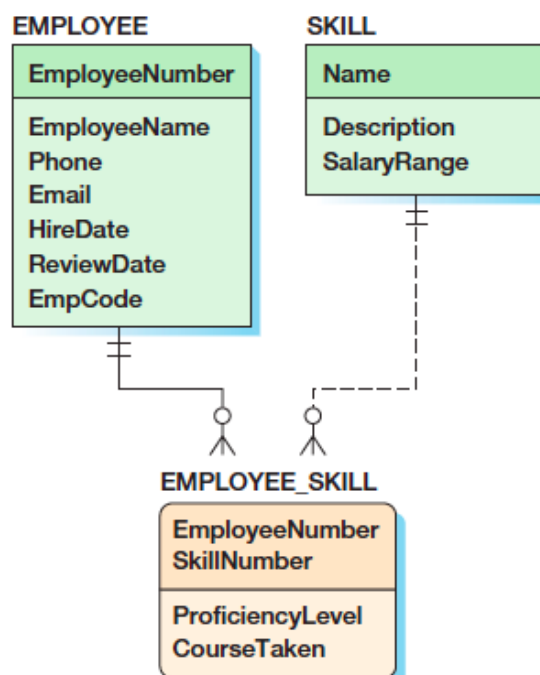 EMPLOYEE
EmployeeNumber
EmployeeName
Phone
Email
HireDate
ReviewDate
EmpCode
SKILL
Name
Description
SalaryRange
EMPLOYEE_SKILL
EmployeeNumber
SkillNumber
ProficiencyLevel
CourseTaken